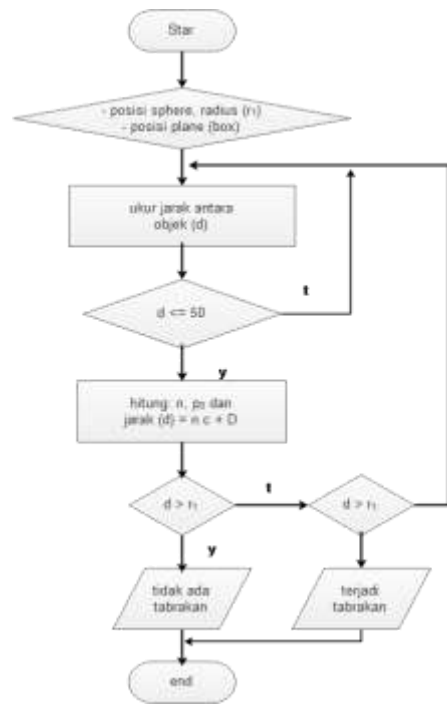 Star
- posisi sphere, radius (r₁)
- posisi plane (box)
ukur jarak antara
objek (d)
t
d <= 50
y
hitung: n, p₀ dan
jarak (d) = n c + D
d > r₁
t
d > r₁
y
tidak ada
tabrakan
terjadi
tabrakan
end